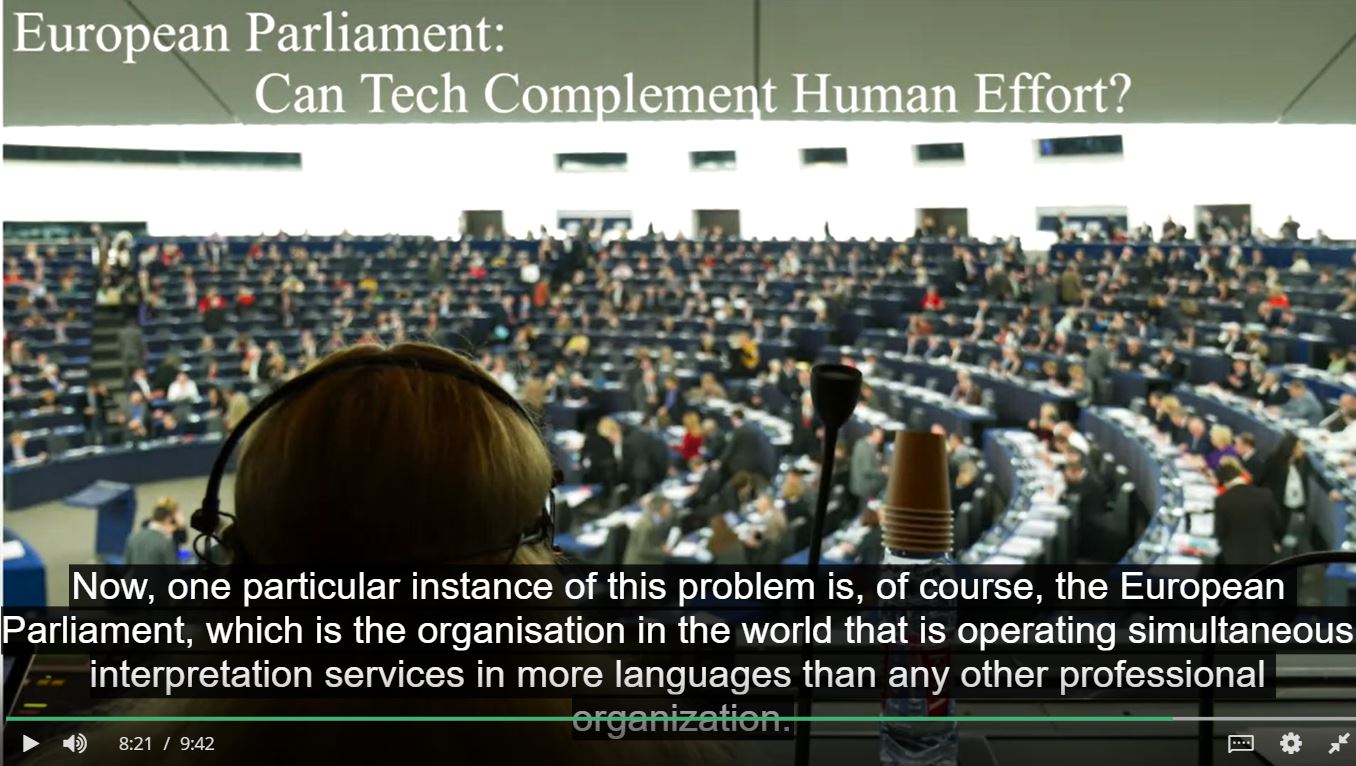 European Parliament:
Can Tech Complement Human Effort?
Now, one particular instance of this problem is, of course, the European
Parliament, which is the organisation in the world that is operating simultaneous
interpretation services in more languages than any other professional
organization.
8:21 / 9:42